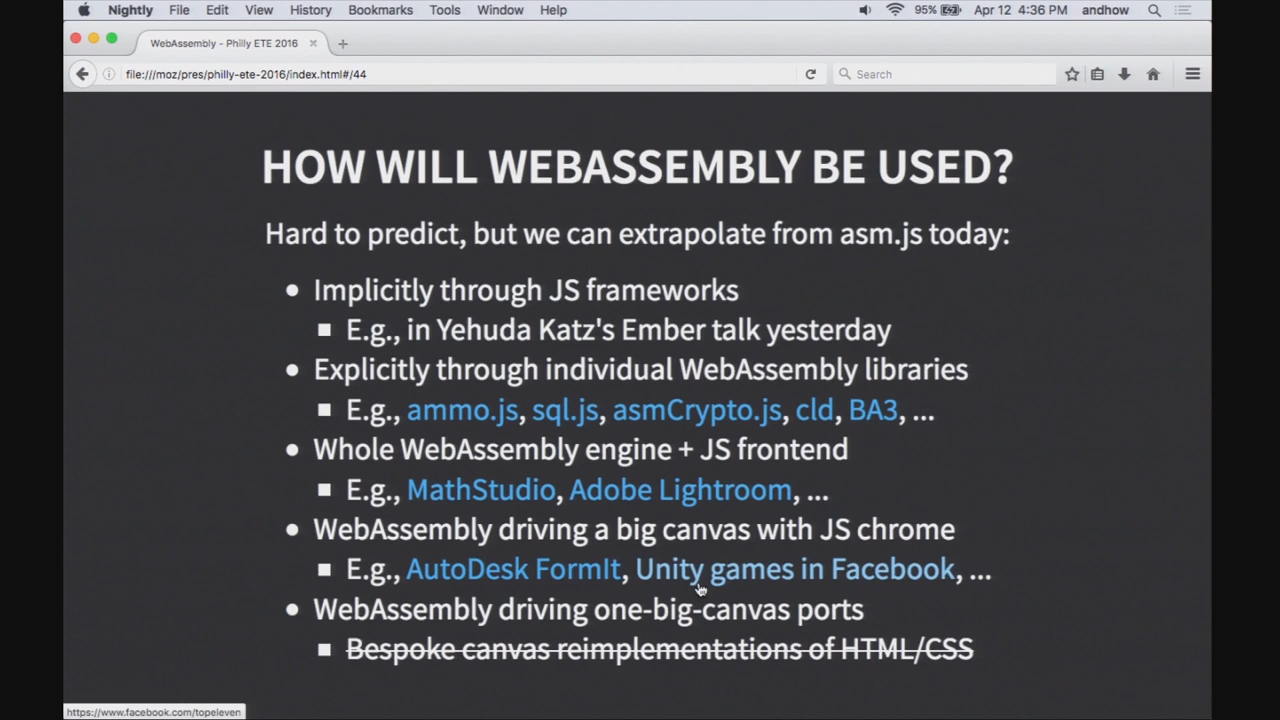 Nightly File Edit View History Bookmarks Tools Window Help 95% Apr 12 4:36 PM andhow
WebAssembly - Philly ETE 2016
file:///moz/pres/philly-ete-2016/index.html#/44 Search
HOW WILL WEBASSEMBLY BE USED?
Hard to predict, but we can extrapolate from asm.js today:
• Implicitly through JS frameworks
▪ E.g., in Yehuda Katz's Ember talk yesterday
• Explicitly through individual WebAssembly libraries
▪ E.g., ammo.js, sql.js, asmCrypto.js, cld, BA3, ...
• Whole WebAssembly engine + JS frontend
▪ E.g., MathStudio, Adobe Lightroom, ...
• WebAssembly driving a big canvas with JS chrome
▪ E.g., AutoDesk FormIt, Unity games in Facebook, ...
• WebAssembly driving one-big-canvas ports
▪ Bespoke canvas reimplementations of HTML/CSS
https://www.facebook.com/topeleven